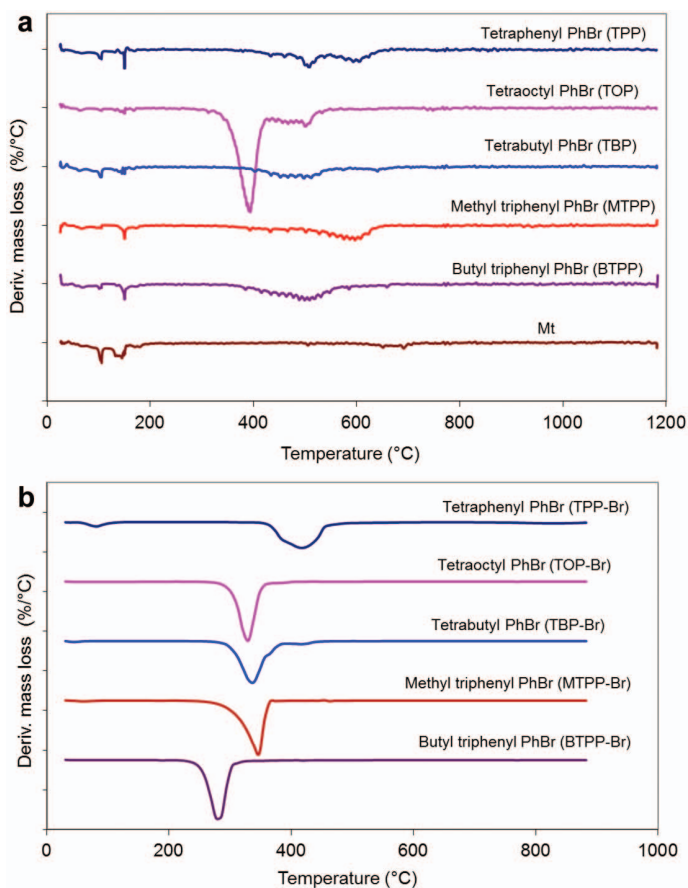 a
Tetraphenyl PhBr (TPP)
Tetraoctyl PhBr (TOP)
Tetrabutyl PhBr (TBP)
Methyl triphenyl PhBr (MTPP)
Butyl triphenyl PhBr (BTPP)
Mt
Deriv. mass loss (%/°C)
0 200 400 600 800 1000 1200
Temperature (°C)
b
Tetraphenyl PhBr (TPP-Br)
Tetraoctyl PhBr (TOP-Br)
Tetrabutyl PhBr (TBP-Br)
Methyl triphenyl PhBr (MTPP-Br)
Butyl triphenyl PhBr (BTPP-Br)
Deriv. mass loss (%/°C)
0 200 400 600 800 1000
Temperature (°C)